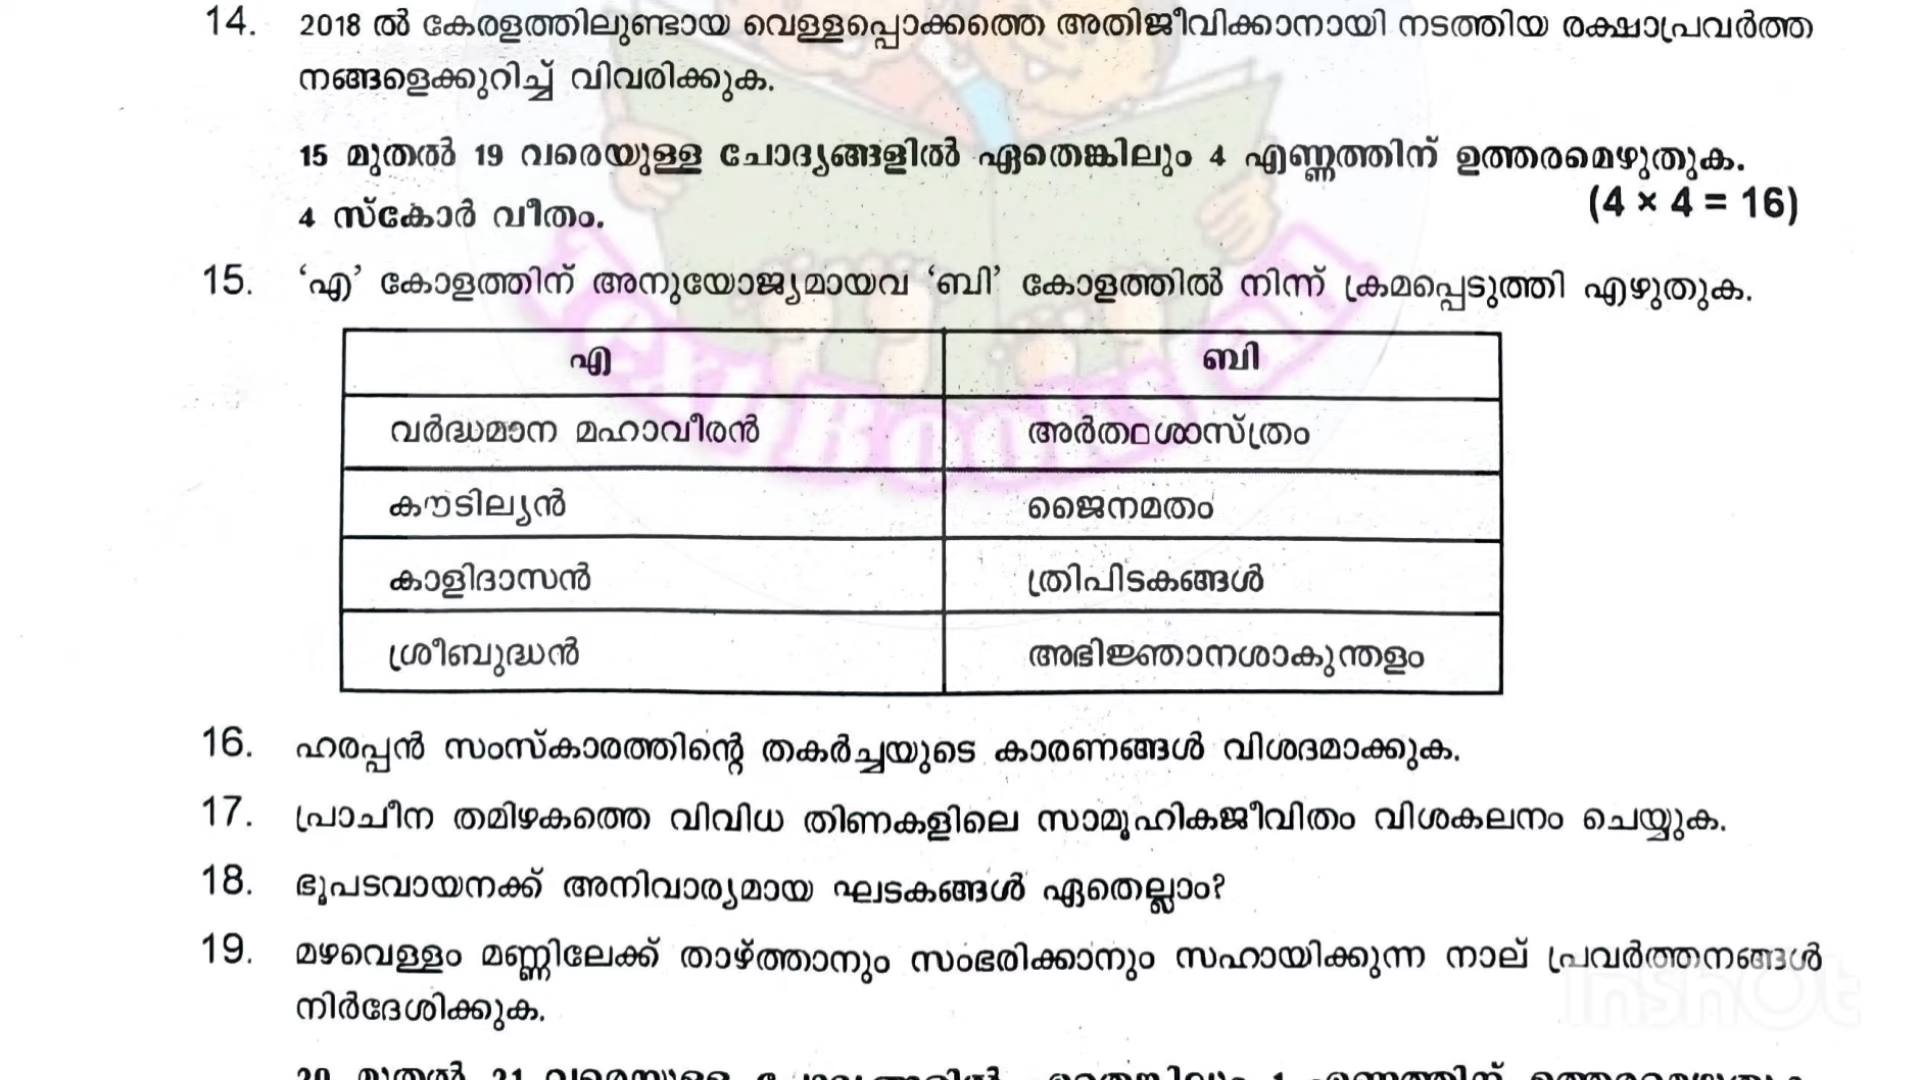 14. 2018 ൽ കേരളത്തിലുണ്ടായ വെള്ളപ്പൊക്കത്തെ അതിജീവിക്കാനായി നടത്തിയ രക്ഷാപ്രവർത്ത
നങ്ങളെക്കുറിച്ച് വിവരിക്കുക.
15 മുതൽ 19 വരെയുള്ള ചോദ്യങ്ങളിൽ ഏതെങ്കിലും 4 എണ്ണത്തിന് ഉത്തരമെഴുതുക.
4 സ്കോർ വീതം. (4 × 4 = 16)
15. ‘എ’ കോളത്തിന് അനുയോജ്യമായവ ‘ബി’ കോളത്തിൽ നിന്ന് ക്രമപ്പെടുത്തി എഴുതുക.
എ ബി
വർദ്ധമാന മഹാവീരൻ അർത്ഥശാസ്ത്രം
കൗടില്യൻ ജൈനമതം
കാളിദാസൻ ത്രിപിടകങ്ങൾ
ശ്രീബുദ്ധൻ അഭിജ്ഞാനശാകുന്തളം
16. ഹരപ്പൻ സംസ്കാരത്തിന്റെ തകർച്ചയുടെ കാരണങ്ങൾ വിശദമാക്കുക.
17. പ്രാചീന തമിഴകത്തെ വിവിധ തിണകളിലെ സാമൂഹികജീവിതം വിശകലനം ചെയ്യുക.
18. ഭൂപടവായനക്ക് അനിവാര്യമായ ഘടകങ്ങൾ ഏതെല്ലാം?
19. മഴവെള്ളം മണ്ണിലേക്ക് താഴ്ത്താനും സംഭരിക്കാനും സഹായിക്കുന്ന നാല് പ്രവർത്തനങ്ങൾ
നിർദേശിക്കുക.
InShOt